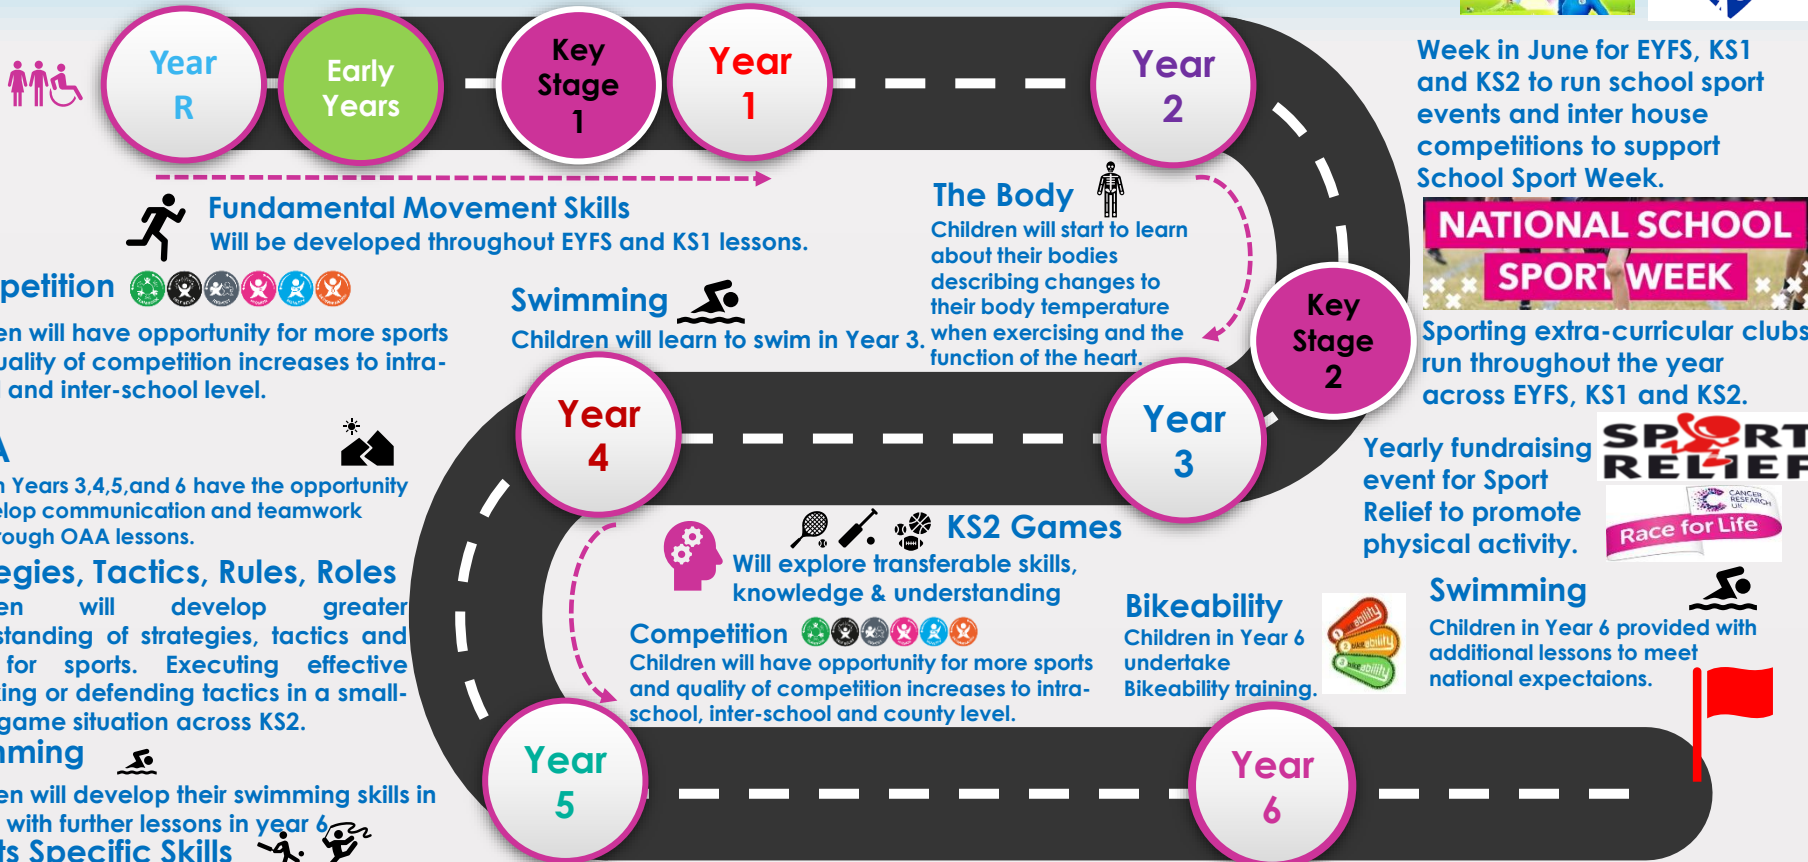 Year
R
Early
Years
Key
Stage
1
Year
1
Year
2
Fundamental Movement Skills
Will be developed throughout EYFS and KS1 lessons.
The Body
Children will start to learn
about their bodies
describing changes to
their body temperature
when exercising and the
function of the heart.
Key
Stage
2
Week in June for EYFS, KS1
and KS2 to run school sport
events and inter house
competitions to support
School Sport Week.
NATIONAL SCHOOL
SPORT WEEK
Sporting extra-curricular clubs
run throughout the year
across EYFS, KS1 and KS2.
Yearly fundraising
event for Sport
Relief to promote
physical activity.
SPORT
RELIEF
CANCER
RESEARCH
UK
Race for Life
petition
en will have opportunity for more sports
uality of competition increases to intra-
and inter-school level.
Swimming
Children will learn to swim in Year 3.
Year
4
Year
3
A
n Years 3,4,5,and 6 have the opportunity
elop communication and teamwork
rough OAA lessons.
egies, Tactics, Rules, Roles
en will develop greater
standing of strategies, tactics and
for sports. Executing effective
king or defending tactics in a small-
game situation across KS2.
mming
en will develop their swimming skills in
with further lessons in year 6.
ts Specific Skills
KS2 Games
Will explore transferable skills,
knowledge & understanding
Competition
Children will have opportunity for more sports
and quality of competition increases to intra-
school, inter-school and county level.
Bikeability
Children in Year 6
undertake
Bikeability training.
1 bikeability
2 bikeability
3 bikeability
Swimming
Children in Year 6 provided with
additional lessons to meet
national expectaions.
Year
5
Year
6